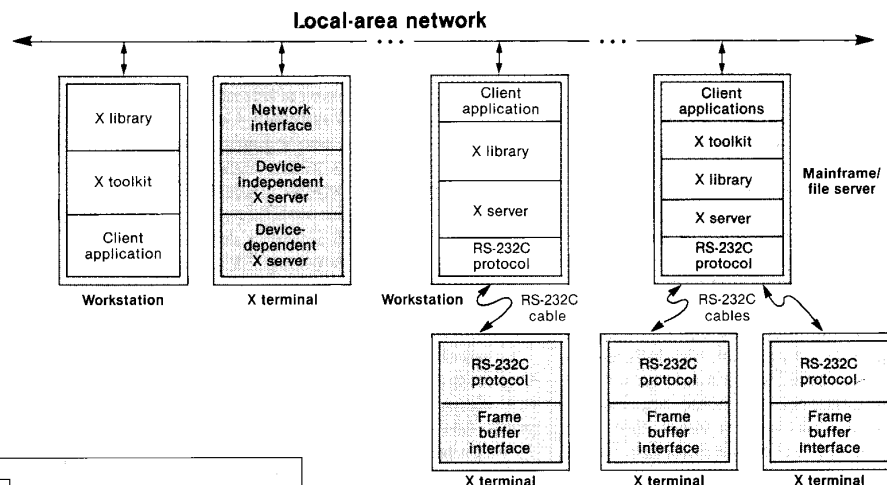 Local-area network
X library
X toolkit
Client
application
Workstation
Network
interface
Device-
independent
X server
Device-
dependent
X server
X terminal
Client
application
X library
X server
RS-232C
protocol
Workstation
RS-232C
cable
Client
applications
X toolkit
X library
X server
RS-232C
protocol
Mainframe/
file server
RS-232C
cables
RS-232C
protocol
Frame
buffer
interface
X terminal
RS-232C
protocol
Frame
buffer
interface
X terminal
RS-232C
protocol
Frame
buffer
interface
X terminal